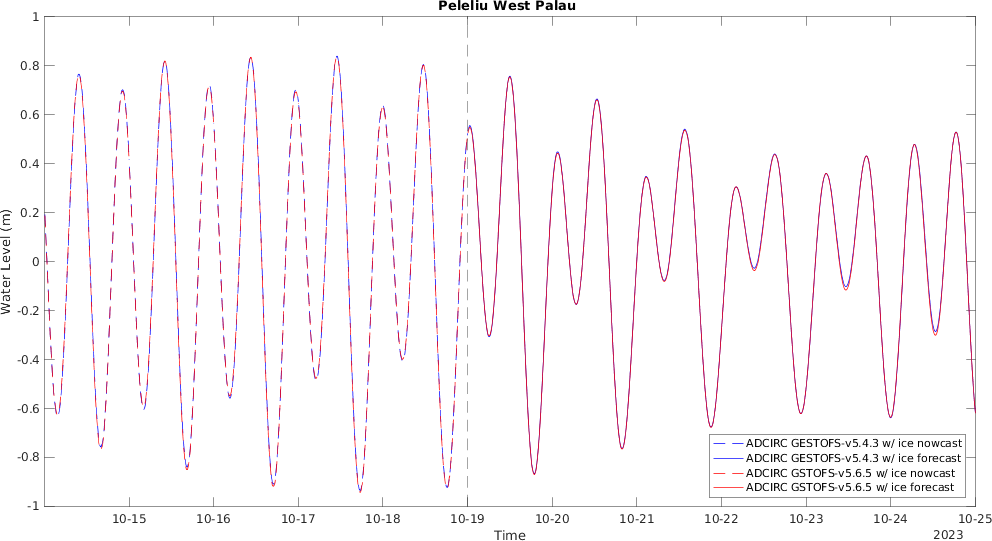 Peleliu West Palau
1
0.8
0.6
0.4
0.2
0
-0.2
-0.4
-0.6
-0.8
-1
Water Level (m)
ADCIRC GESTOFS-v5.4.3 w/ ice nowcast
ADCIRC GESTOFS-v5.4.3 w/ ice forecast
ADCIRC GSTOFS-v5.6.5 w/ ice nowcast
ADCIRC GSTOFS-v5.6.5 w/ ice forecast
10-15 10-16 10-17 10-18 10-19 10-20 10-21 10-22 10-23 10-24 10-25
Time
2023